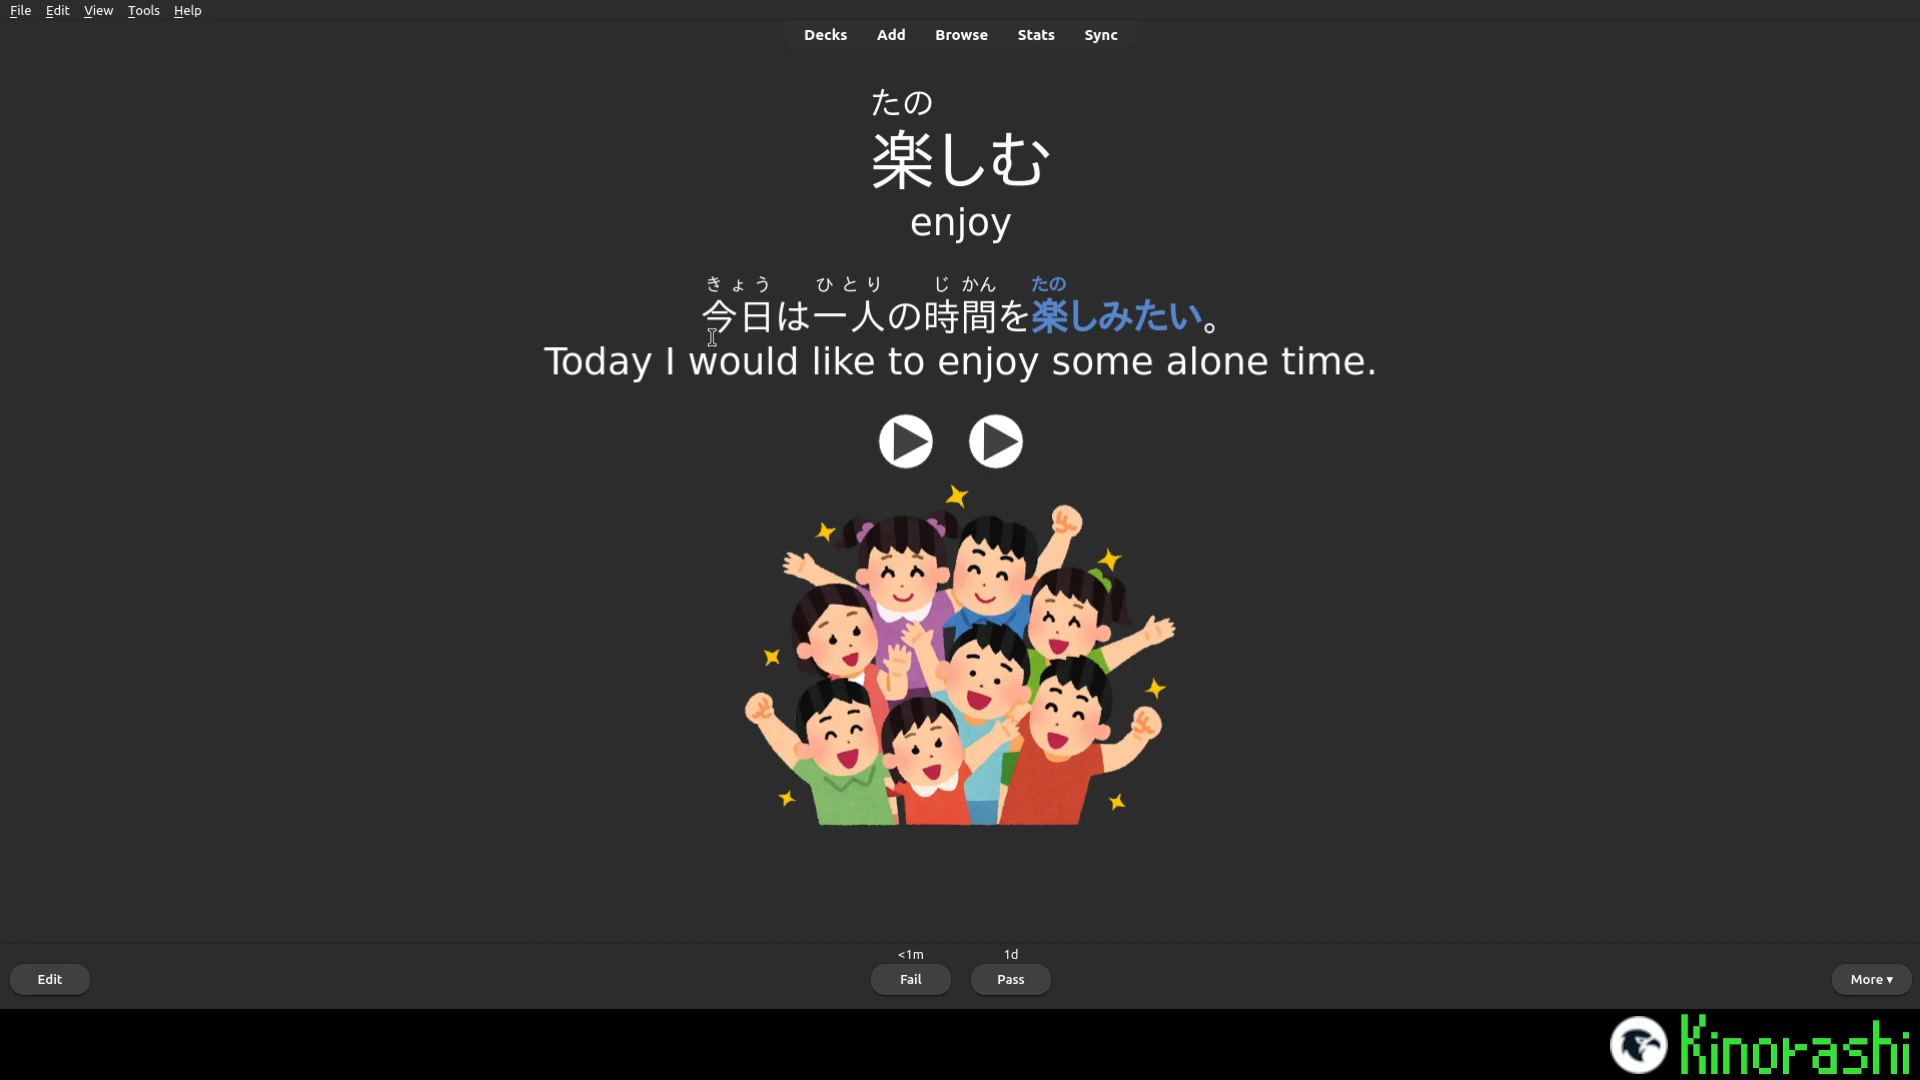 File Edit View Tools Help
Decks Add Browse Stats Sync
たの
楽しむ
enjoy
きょう ひとり じ かん たの
今日は一人の時間を楽しみたい。
Today I would like to enjoy some alone time.
<1m 1d
Edit Fail Pass More ▾
Kinorashi